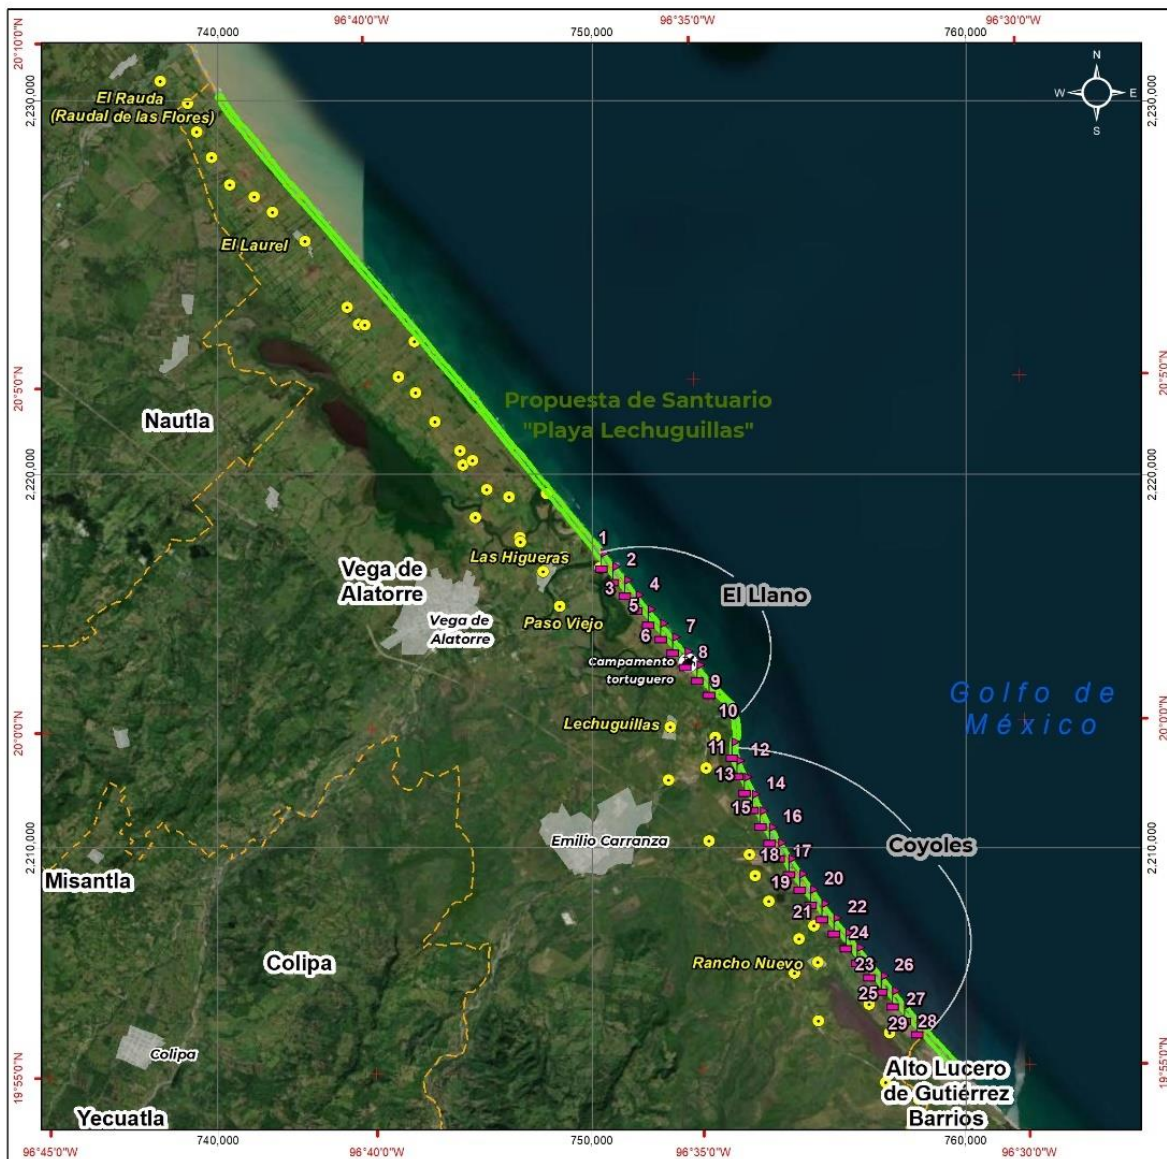 96°40'0"W
96°35'0"W
96°30'0"W
740,000
750,000
760,000
20°10'0"N
2,230,000
2,230,000
N
W
E
S
El Rauda
(Raudal de las Flores)
El Laurel
20°5'0"N
20°5'0"N
Propuesta de Santuario
"Playa Lechuguillas"
Nautla
2,220,000
2,220,000
1
2
Las Higueras
Vega de
Alatorre
3
4
El Llano
5
Paso Viejo
Vega de
Alatorre
6
7
Campamento
tortuguero
8
9
Golfo de
México
10
Lechuguillas
20°0'0"N
20°0'0"N
11
12
13
14
15
16
Emilio Carranza
Coyoles
2,210,000
2,210,000
17
18
Misantla
19
20
21
22
24
Colipa
Rancho Nuevo
23
26
25
27
29
28
Colipa
19°55'0"N
19°55'0"N
Alto Lucero
de Gutiérrez
Barrios
Yecuatla
740,000
750,000
760,000
96°45'0"W
96°40'0"W
96°35'0"W
96°30'0"W